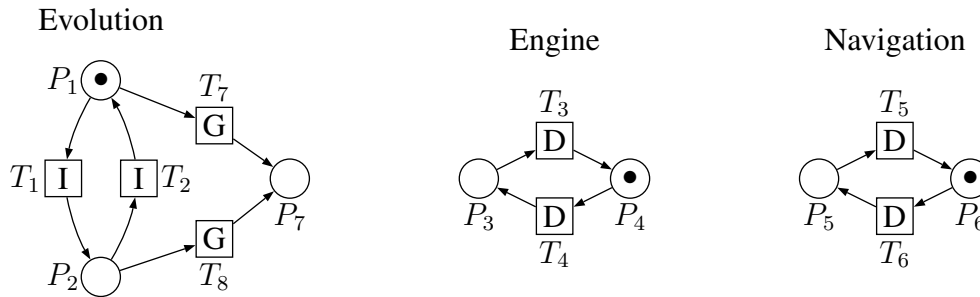 Evolution
Engine
Navigation
P₁
T₇
G
T₃
D
T₅
D
T₁
I
I
T₂
P₇
P₃
P₄
P₅
P₆
D
T₄
D
T₆
G
T₈
P₂